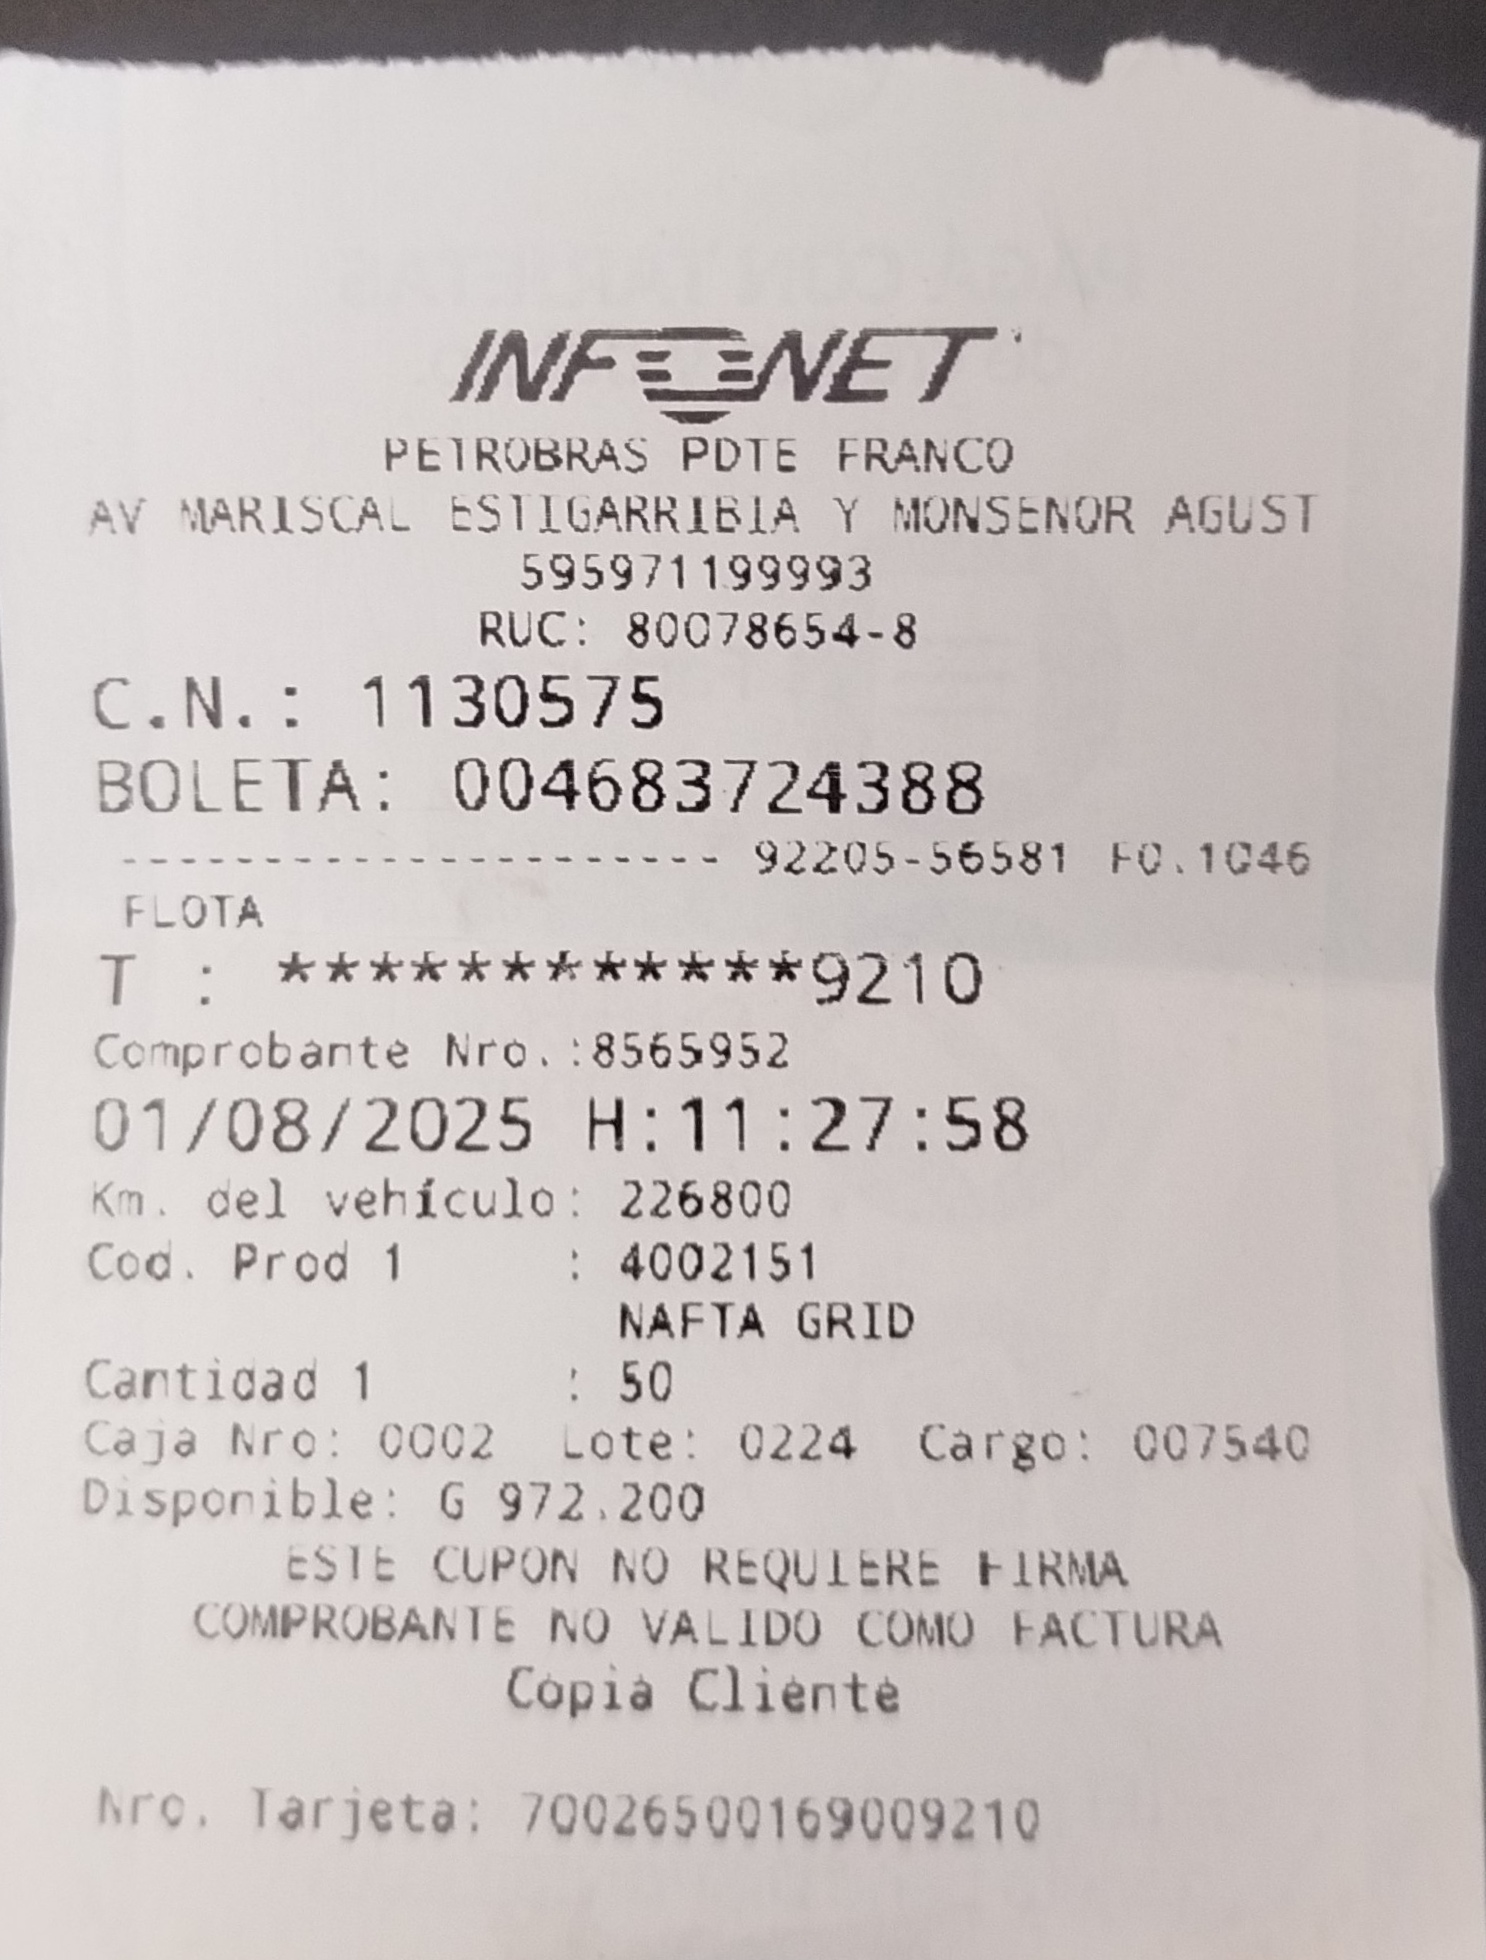 INFONET
PETROBRAS PDTE FRANCO
AV MARISCAL ESTIGARRIBIA Y MONSENOR AGUST
595971199993
RUC: 80078654-8
C.N.: 1130575
BOLETA: 004683724388
--------------------- 92205-56581 FO.1046
FLOTA
T : ************9210
Comprobante Nro.:8565952
01/08/2025 H:11:27:58
Km. del vehículo: 226800
Cod. Prod 1 : 4002151
NAFTA GRID
Cantidad 1 : 50
Caja Nro: 0002 Lote: 0224 Cargo: 007540
Disponible: G 972.200
ESTE CUPON NO REQUIERE FIRMA
COMPROBANTE NO VALIDO COMO FACTURA
Copia Cliente
Nro. Tarjeta: 7002650016900​9210